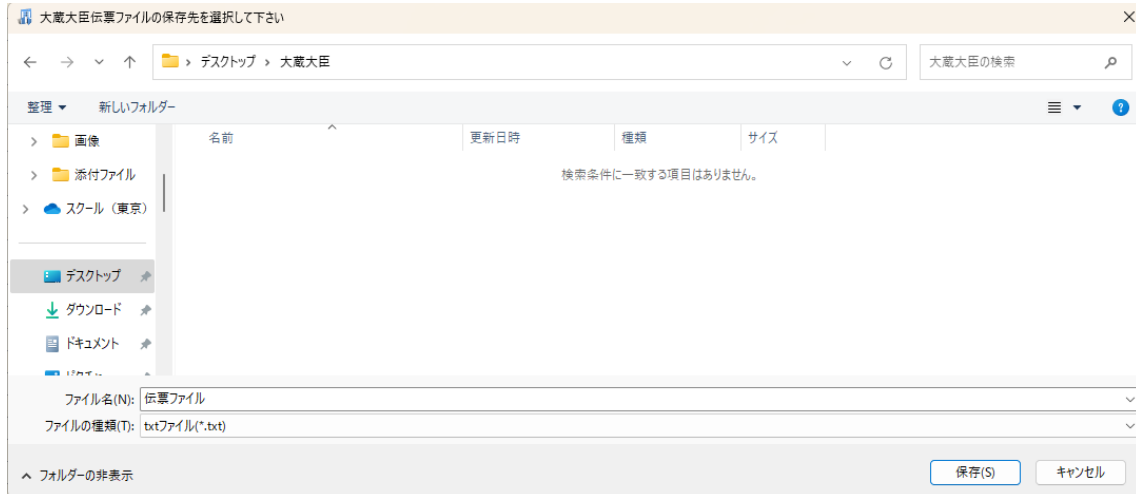 大蔵大臣伝票ファイルの保存先を選択して下さい
デスクトップ > 大蔵大臣
大蔵大臣の検索
整理 新しいフォルダー
名前 更新日時 種類 サイズ
画像
検索条件に一致する項目はありません。
添付ファイル
スクール（東京）
デスクトップ
ダウンロード
ドキュメント
ファイル名(N): 伝票ファイル
ファイルの種類(T): txtファイル(*.txt)
フォルダーの非表示
保存(S) キャンセル